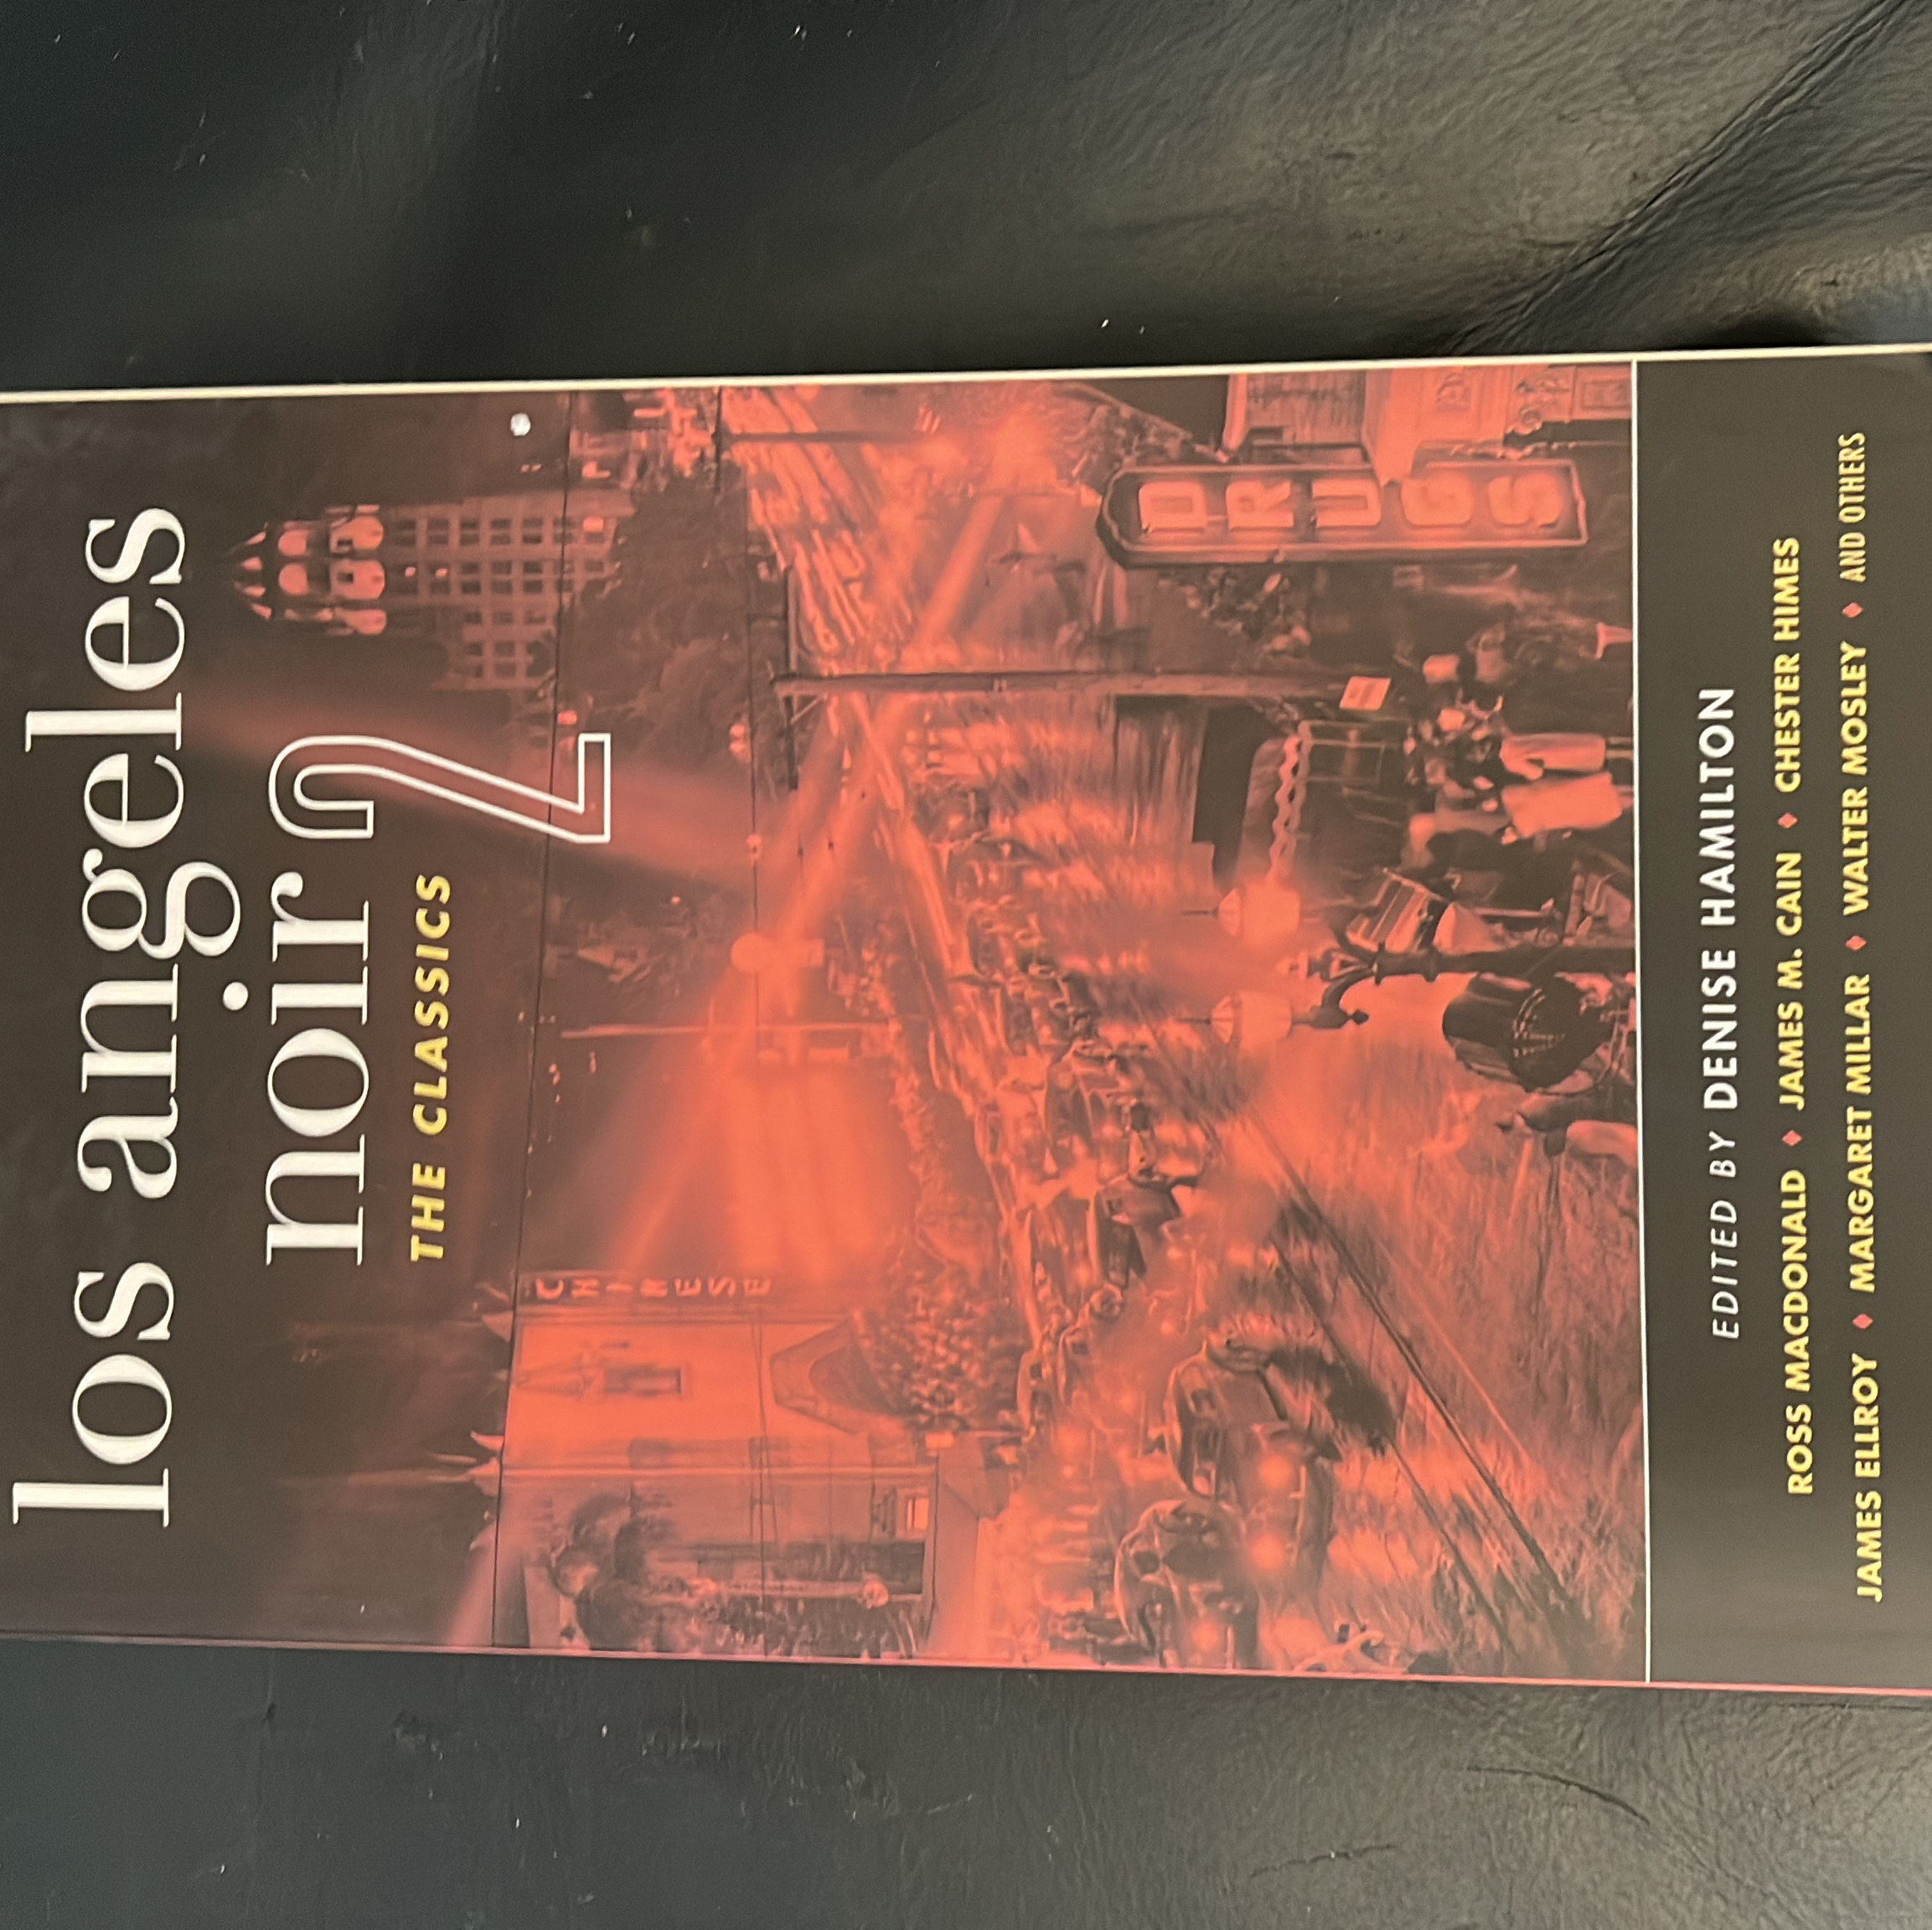 los angeles
noir 2
THE CLASSICS
CHINESE
DRUGS
EDITED BY DENISE HAMILTON
ROSS MACDONALD ♦ JAMES M. CAIN ♦ CHESTER HIMES
JAMES ELLROY ♦ MARGARET MILLAR ♦ WALTER MOSLEY ♦ AND OTHERS